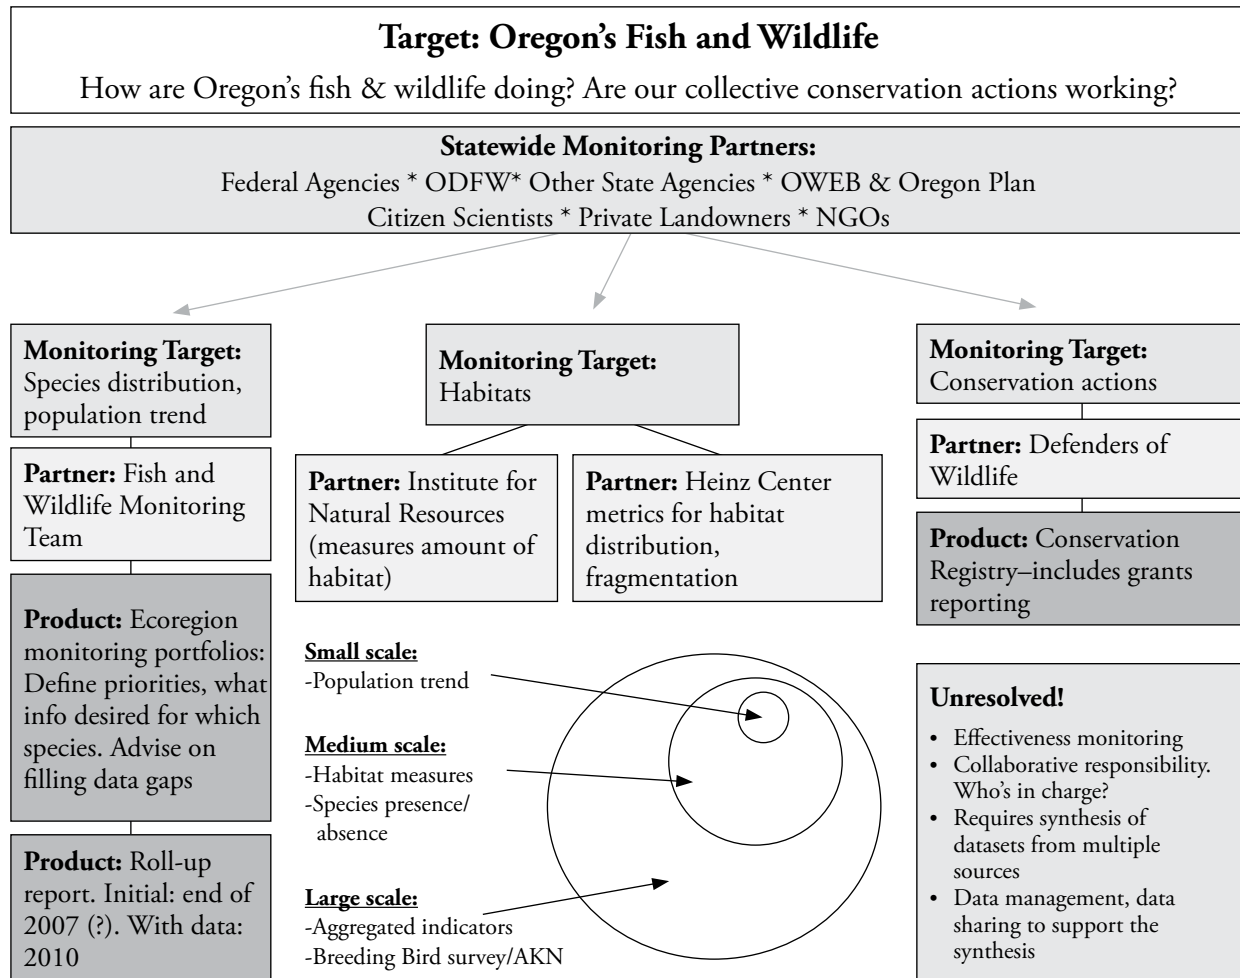 Target: Oregon's Fish and Wildlife
How are Oregon's fish & wildlife doing? Are our collective conservation actions working?
Statewide Monitoring Partners:
Federal Agencies * ODFW* Other State Agencies * OWEB & Oregon Plan
Citizen Scientists * Private Landowners * NGOs
Monitoring Target:
Species distribution,
population trend
Partner: Fish and
Wildlife Monitoring
Team
Product: Ecoregion
monitoring portfolios:
Define priorities, what
info desired for which
species. Advise on
filling data gaps
Product: Roll-up
report. Initial: end of
2007 (?). With data:
2010
Monitoring Target:
Habitats
Partner: Institute for
Natural Resources
(measures amount of
habitat)
Partner: Heinz Center
metrics for habitat
distribution,
fragmentation
Small scale:
-Population trend
Medium scale:
-Habitat measures
-Species presence/
absence
Large scale:
-Aggregated indicators
-Breeding Bird survey/AKN
Monitoring Target:
Conservation actions
Partner: Defenders of
Wildlife
Product: Conservation
Registry–includes grants
reporting
Unresolved!
• Effectiveness monitoring
• Collaborative responsibility.
Who's in charge?
• Requires synthesis of
datasets from multiple
sources
• Data management, data
sharing to support the
synthesis